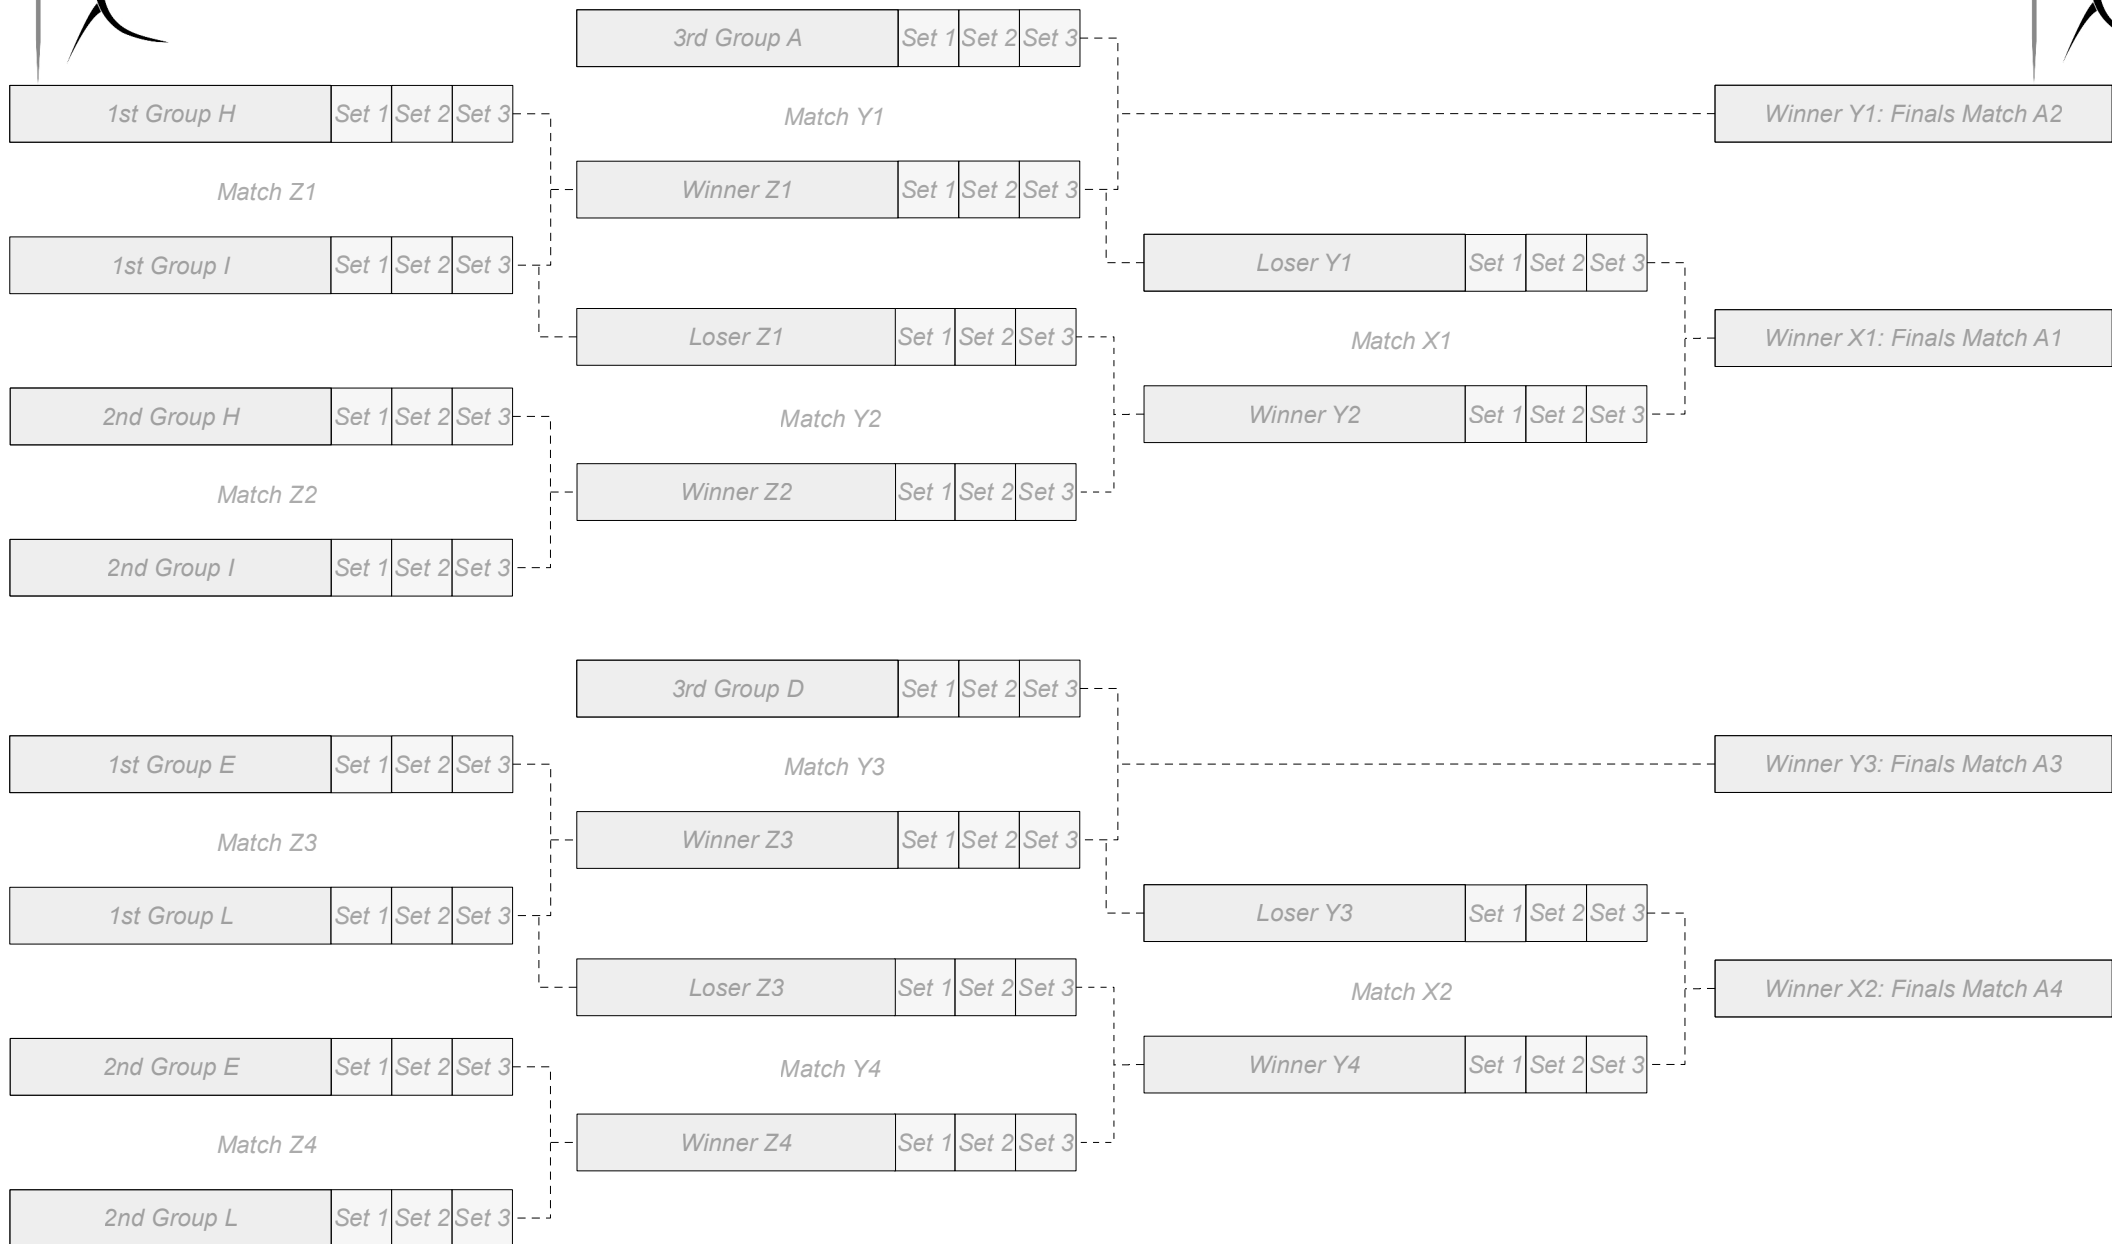 3rd Group A Set 1 Set 2 Set 3
1st Group H Set 1 Set 2 Set 3
Match Y1
Winner Y1: Finals Match A2
Match Z1
Winner Z1 Set 1 Set 2 Set 3
1st Group I Set 1 Set 2 Set 3
Loser Y1 Set 1 Set 2 Set 3
Loser Z1 Set 1 Set 2 Set 3
Match X1
Winner X1: Finals Match A1
2nd Group H Set 1 Set 2 Set 3
Match Y2
Winner Y2 Set 1 Set 2 Set 3
Match Z2
Winner Z2 Set 1 Set 2 Set 3
2nd Group I Set 1 Set 2 Set 3
3rd Group D Set 1 Set 2 Set 3
1st Group E Set 1 Set 2 Set 3
Match Y3
Winner Y3: Finals Match A3
Match Z3
Winner Z3 Set 1 Set 2 Set 3
1st Group L Set 1 Set 2 Set 3
Loser Y3 Set 1 Set 2 Set 3
Loser Z3 Set 1 Set 2 Set 3
Match X2
Winner X2: Finals Match A4
2nd Group E Set 1 Set 2 Set 3
Match Y4
Winner Y4 Set 1 Set 2 Set 3
Match Z4
Winner Z4 Set 1 Set 2 Set 3
2nd Group L Set 1 Set 2 Set 3